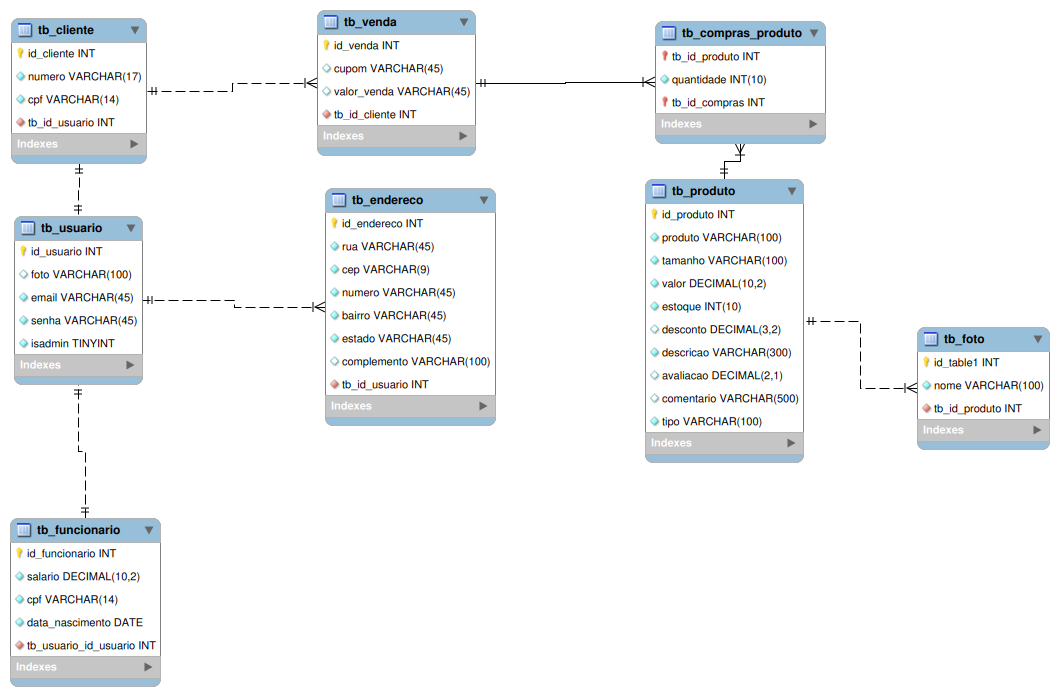 tb_cliente
id_cliente INT
numero VARCHAR(17)
cpf VARCHAR(14)
tb_id_usuario INT
Indexes
tb_venda
id_venda INT
cupom VARCHAR(45)
valor_venda VARCHAR(45)
tb_id_cliente INT
Indexes
tb_compras_produto
tb_id_produto INT
quantidade INT(10)
tb_id_compras INT
Indexes
tb_usuario
id_usuario INT
foto VARCHAR(100)
email VARCHAR(45)
senha VARCHAR(45)
isadmin TINYINT
Indexes
tb_endereco
id_endereco INT
rua VARCHAR(45)
cep VARCHAR(9)
numero VARCHAR(45)
bairro VARCHAR(45)
estado VARCHAR(45)
complemento VARCHAR(100)
tb_id_usuario INT
Indexes
tb_produto
id_produto INT
produto VARCHAR(100)
tamanho VARCHAR(100)
valor DECIMAL(10,2)
estoque INT(10)
desconto DECIMAL(3,2)
descricao VARCHAR(300)
avaliacao DECIMAL(2,1)
comentario VARCHAR(500)
tipo VARCHAR(100)
Indexes
tb_foto
id_table1 INT
nome VARCHAR(100)
tb_id_produto INT
Indexes
tb_funcionario
id_funcionario INT
salario DECIMAL(10,2)
cpf VARCHAR(14)
data_nascimento DATE
tb_usuario_id_usuario INT
Indexes